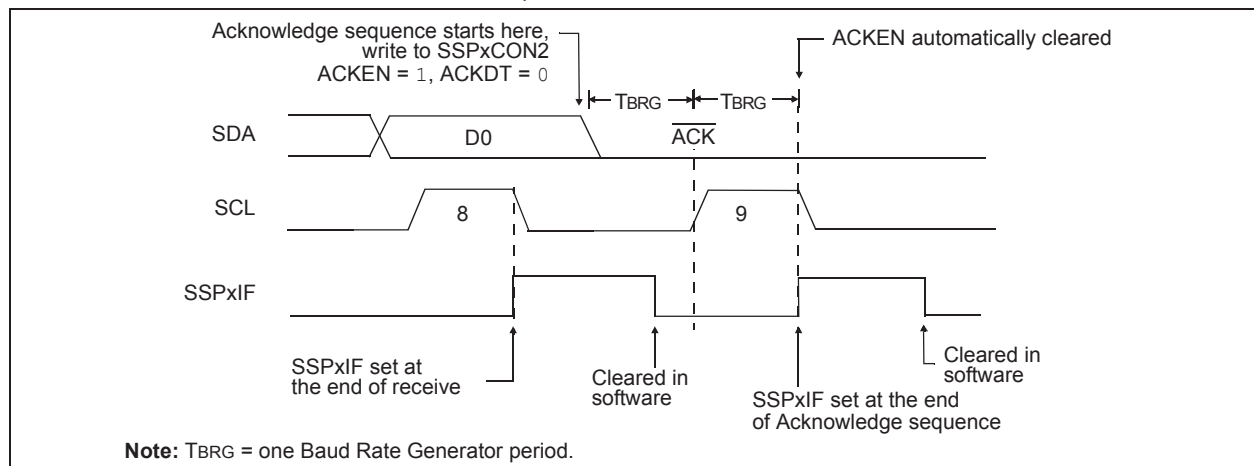 Acknowledge sequence starts here,
write to SSPxCON2
ACKEN = 1, ACKDT = 0
ACKEN automatically cleared
TBRG
TBRG
SDA
D0
ACK
SCL
8
9
SSPxIF
SSPxIF set at
the end of receive
Cleared in
software
SSPxIF set at the end
of Acknowledge sequence
Cleared in
software
Note: TBRG = one Baud Rate Generator period.